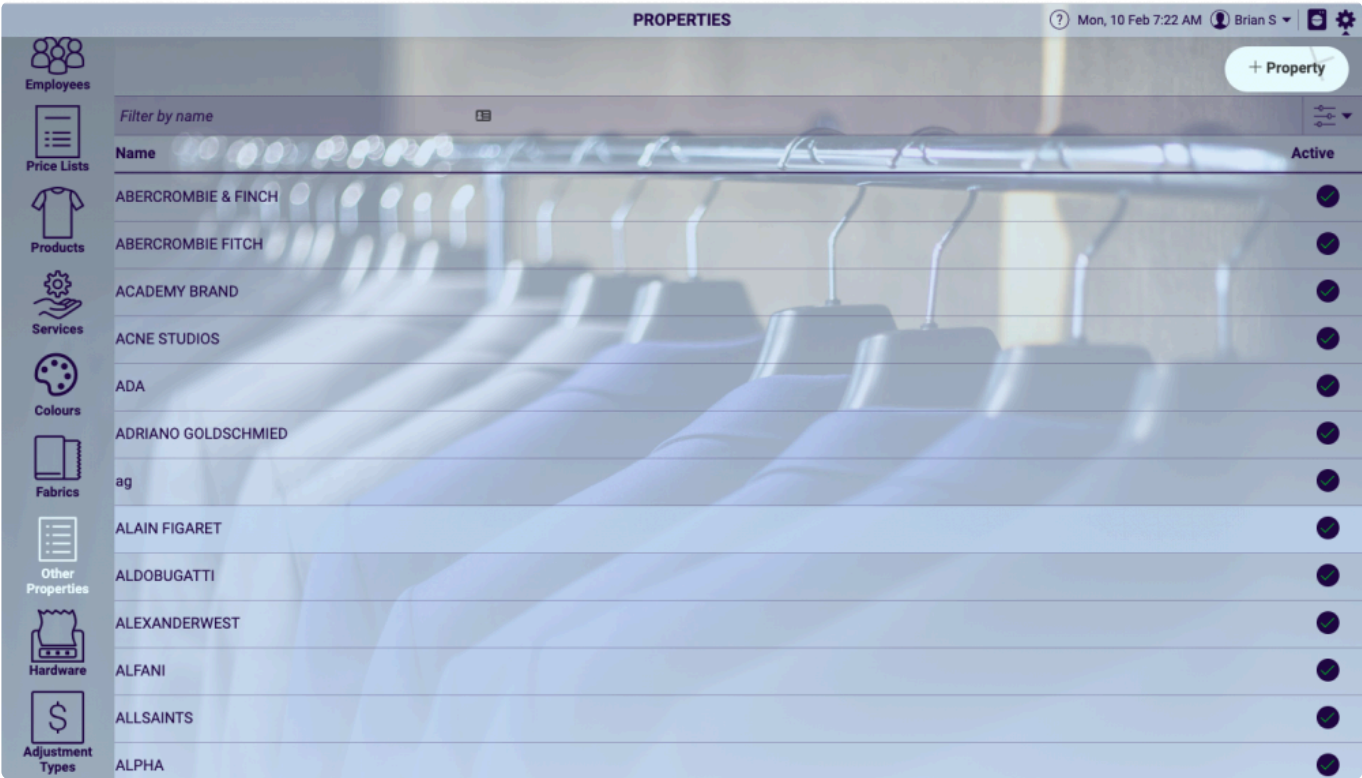 PROPERTIES
? Mon, 10 Feb 7:22 AM Brian S
Employees
+ Property
Filter by name
Price Lists
Name Active
Products
ABERCROMBIE & FINCH
ABERCROMBIE FITCH
ACADEMY BRAND
Services
ACNE STUDIOS
ADA
Colours
ADRIANO GOLDSCHMIED
ag
Fabrics
ALAIN FIGARET
Other
Properties
ALDOBUGATTI
ALEXANDERWEST
Hardware
ALFANI
ALLSAINTS
$
Adjustment
Types
ALPHA